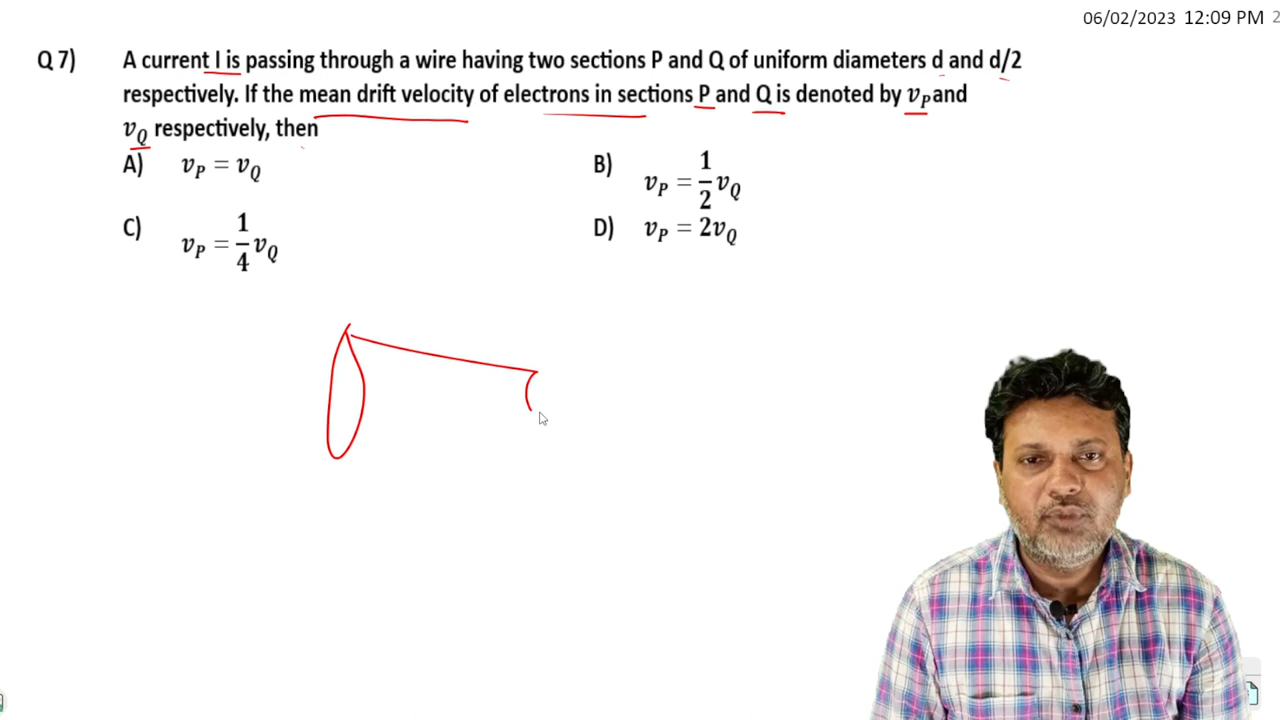 06/02/2023 12:09 PM 2
Q 7) A current I is passing through a wire having two sections P and Q of uniform diameters d and d/2
respectively. If the mean drift velocity of electrons in sections P and Q is denoted by v_P and
v_Q respectively, then
A) v_P = v_Q B) v_P = 1/2 v_Q
C) v_P = 1/4 v_Q D) v_P = 2v_Q